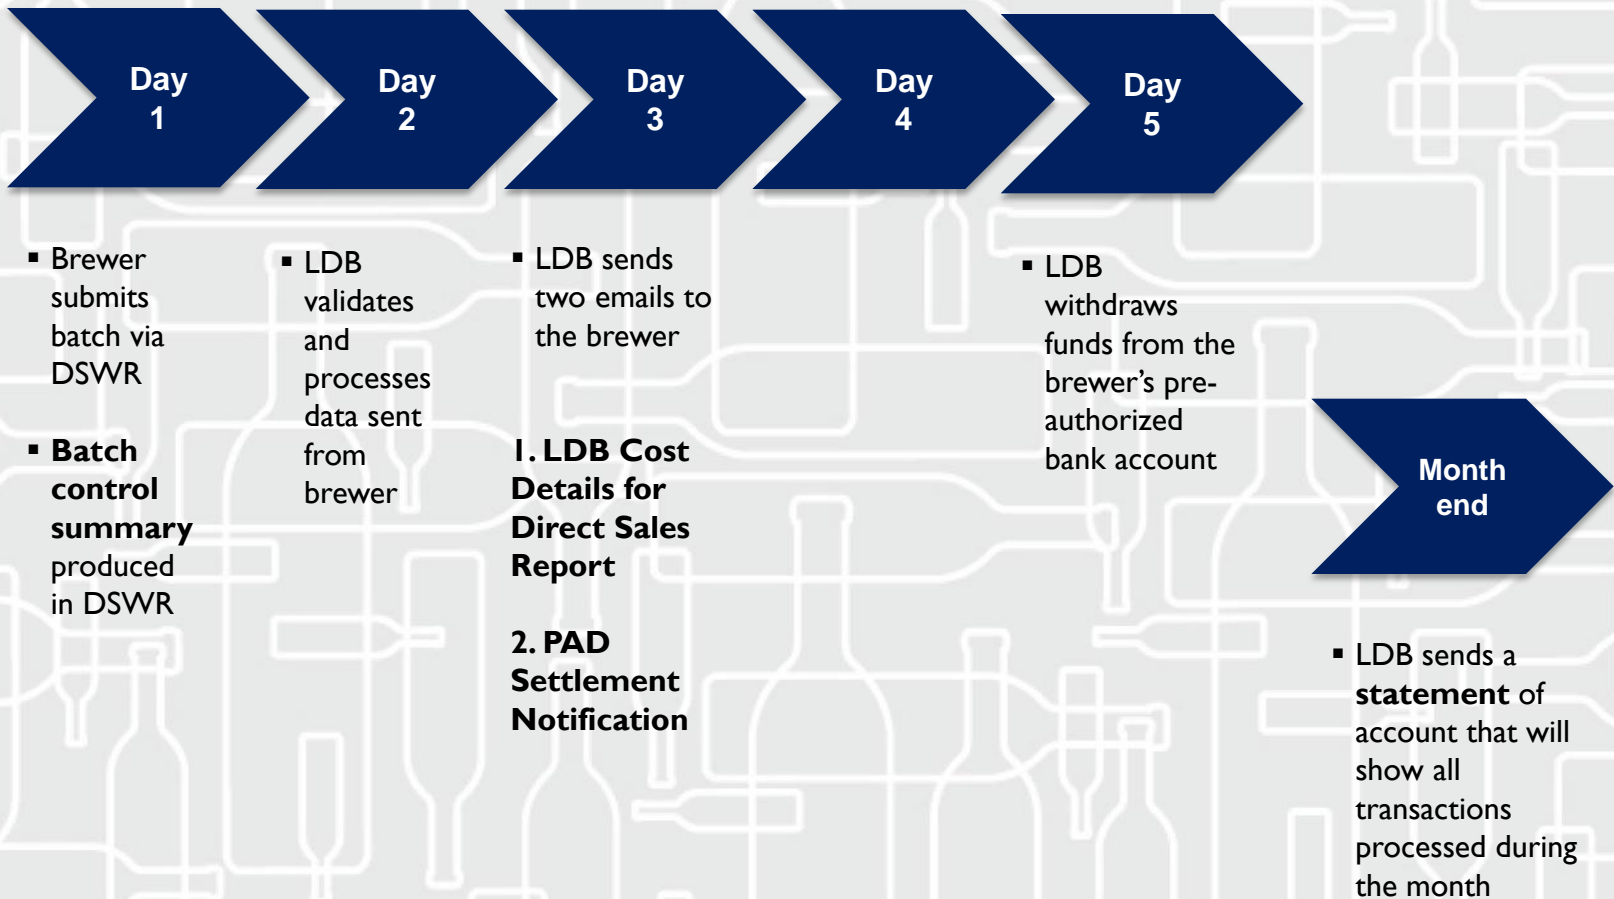 Day
1
Day
2
Day
3
Day
4
Day
5
▪ Brewer
submits
batch via
DSWR
▪ Batch
control
summary
produced
in DSWR
▪ LDB
validates
and
processes
data sent
from
brewer
▪ LDB sends
two emails to
the brewer
1. LDB Cost
Details for
Direct Sales
Report
2. PAD
Settlement
Notification
▪ LDB
withdraws
funds from the
brewer’s pre-
authorized
bank account
Month
end
▪ LDB sends a
statement of
account that will
show all
transactions
processed during
the month